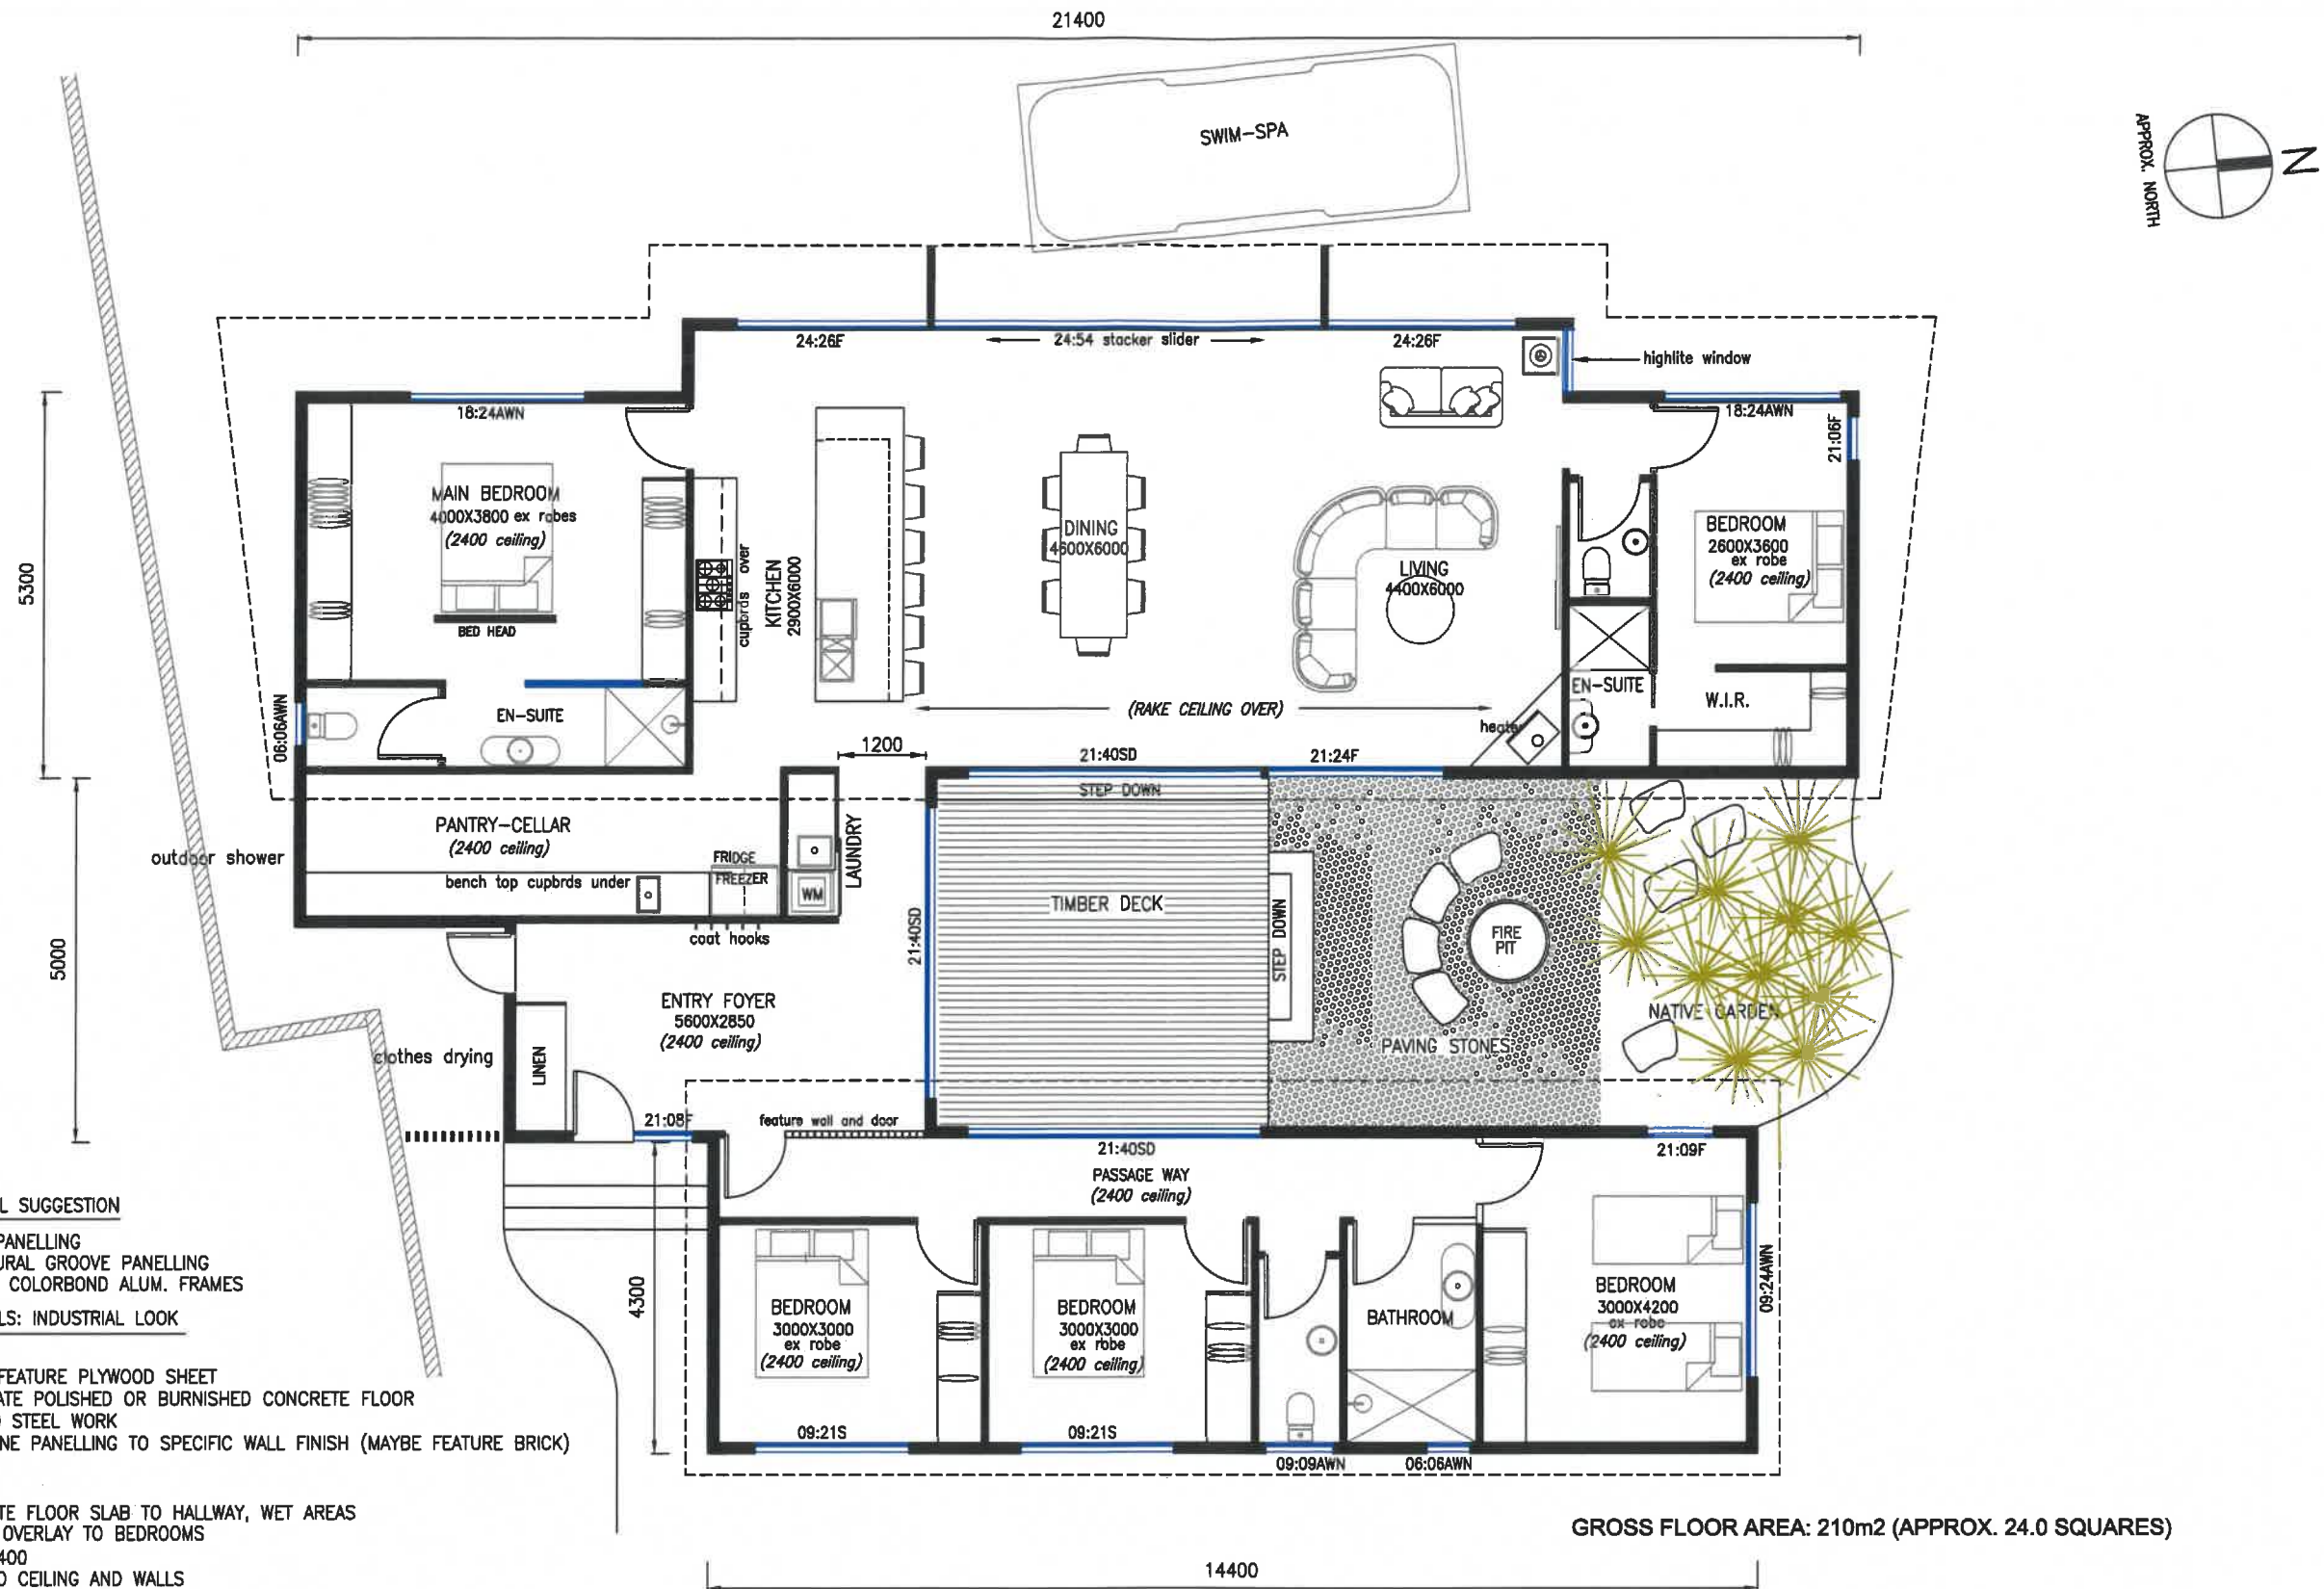 21400
SWIM-SPA
APPROX. NORTH
N
24:26F
24:54 stacker slider
24:26F
highlite window
18:24AWN
18:24AWN
21:06F
5300
MAIN BEDROOM
4000X3800 ex robes
(2400 ceiling)
BED HEAD
cupbrds over
KITCHEN
2900X6000
DINING
4600X6000
LIVING
4400X6000
BEDROOM
2600X3600
ex robe
(2400 ceiling)
06:06AWN
EN-SUITE
(RAKE CEILING OVER)
heater
EN-SUITE
W.I.R.
1200
21:40SD
21:24F
STEP DOWN
PANTRY-CELLAR
(2400 ceiling)
outdoor shower
FRIDGE
FREEZER
bench top cupbrds under
WM
LAUNDRY
coat hooks
5000
21:40SD
TIMBER DECK
STEP DOWN
FIRE
PIT
ENTRY FOYER
5600X2850
(2400 ceiling)
NATIVE GARDEN
PAVING STONES
clothes drying
LINEN
21:08F
feature wall and door
21:40SD
PASSAGE WAY
(2400 ceiling)
21:09F
L SUGGESTION
PANELLING
URAL GROOVE PANELLING
COLORBOND ALUM. FRAMES
LS: INDUSTRIAL LOOK
4300
BEDROOM
3000X3000
ex robe
(2400 ceiling)
BEDROOM
3000X3000
ex robe
(2400 ceiling)
BATHROOM
BEDROOM
3000X4200
ex robe
(2400 ceiling)
09:24AWN
FEATURE PLYWOOD SHEET
ATE POLISHED OR BURNISHED CONCRETE FLOOR
STEEL WORK
NE PANELLING TO SPECIFIC WALL FINISH (MAYBE FEATURE BRICK)
09:21S
09:21S
09:09AWN
06:06AWN
TE FLOOR SLAB TO HALLWAY, WET AREAS
OVERLAY TO BEDROOMS
400
O CEILING AND WALLS
GROSS FLOOR AREA: 210m2 (APPROX. 24.0 SQUARES)
14400